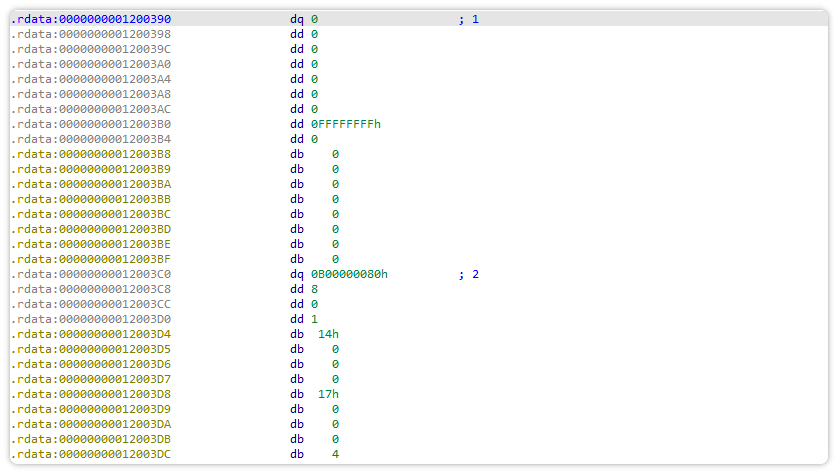 .rdata:0000000001200390 dq 0 ; 1
.rdata:0000000001200398 dd 0
.rdata:000000000120039C dd 0
.rdata:00000000012003A0 dd 0
.rdata:00000000012003A4 dd 0
.rdata:00000000012003A8 dd 0
.rdata:00000000012003AC dd 0
.rdata:00000000012003B0 dd 0FFFFFFFFh
.rdata:00000000012003B4 dd 0
.rdata:00000000012003B8 db 0
.rdata:00000000012003B9 db 0
.rdata:00000000012003BA db 0
.rdata:00000000012003BB db 0
.rdata:00000000012003BC db 0
.rdata:00000000012003BD db 0
.rdata:00000000012003BE db 0
.rdata:00000000012003BF db 0
.rdata:00000000012003C0 dq 0B00000080h ; 2
.rdata:00000000012003C8 dd 8
.rdata:00000000012003CC dd 0
.rdata:00000000012003D0 dd 1
.rdata:00000000012003D4 db 14h
.rdata:00000000012003D5 db 0
.rdata:00000000012003D6 db 0
.rdata:00000000012003D7 db 0
.rdata:00000000012003D8 db 17h
.rdata:00000000012003D9 db 0
.rdata:00000000012003DA db 0
.rdata:00000000012003DB db 0
.rdata:00000000012003DC db 4